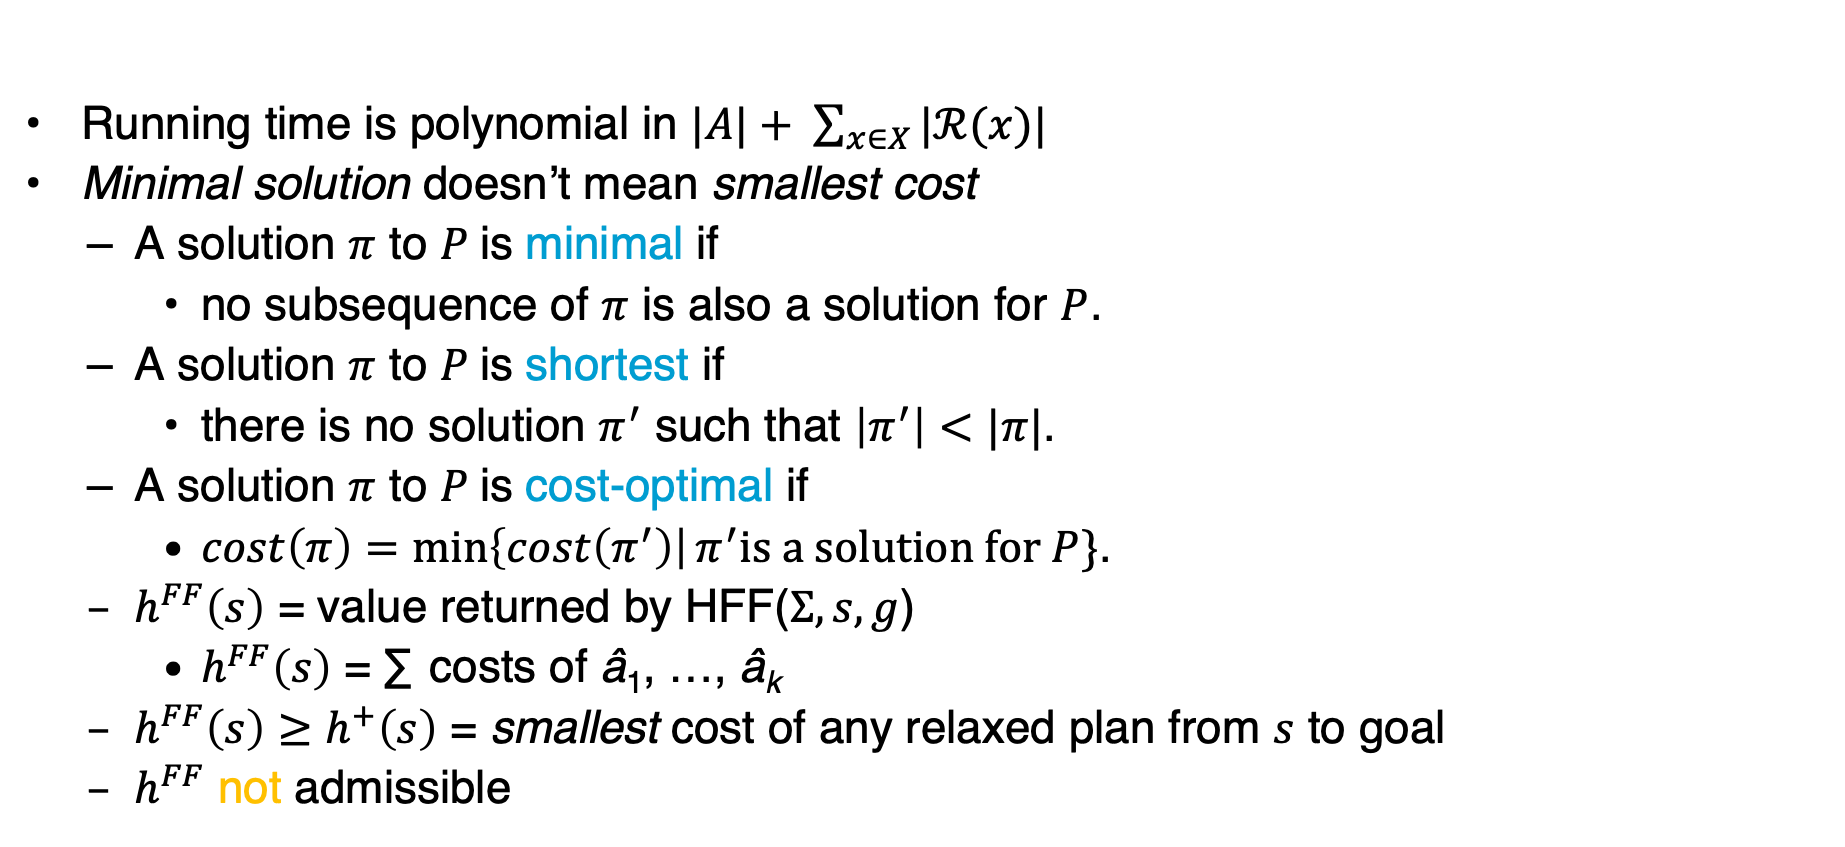 • Running time is polynomial in |A| + ∑ₓ∈X |ℛ(x)|
• Minimal solution doesn’t mean smallest cost
– A solution π to P is minimal if
• no subsequence of π is also a solution for P.
– A solution π to P is shortest if
• there is no solution π′ such that |π′| < |π|.
– A solution π to P is cost-optimal if
• cost(π) = min{cost(π′)| π′is a solution for P}.
– hᶠᶠ(s) = value returned by HFF(Σ, s, g)
• hᶠᶠ(s) = ∑ costs of â₁, …, âₖ
– hᶠᶠ(s) ≥ h⁺(s) = smallest cost of any relaxed plan from s to goal
– hᶠᶠ not admissible